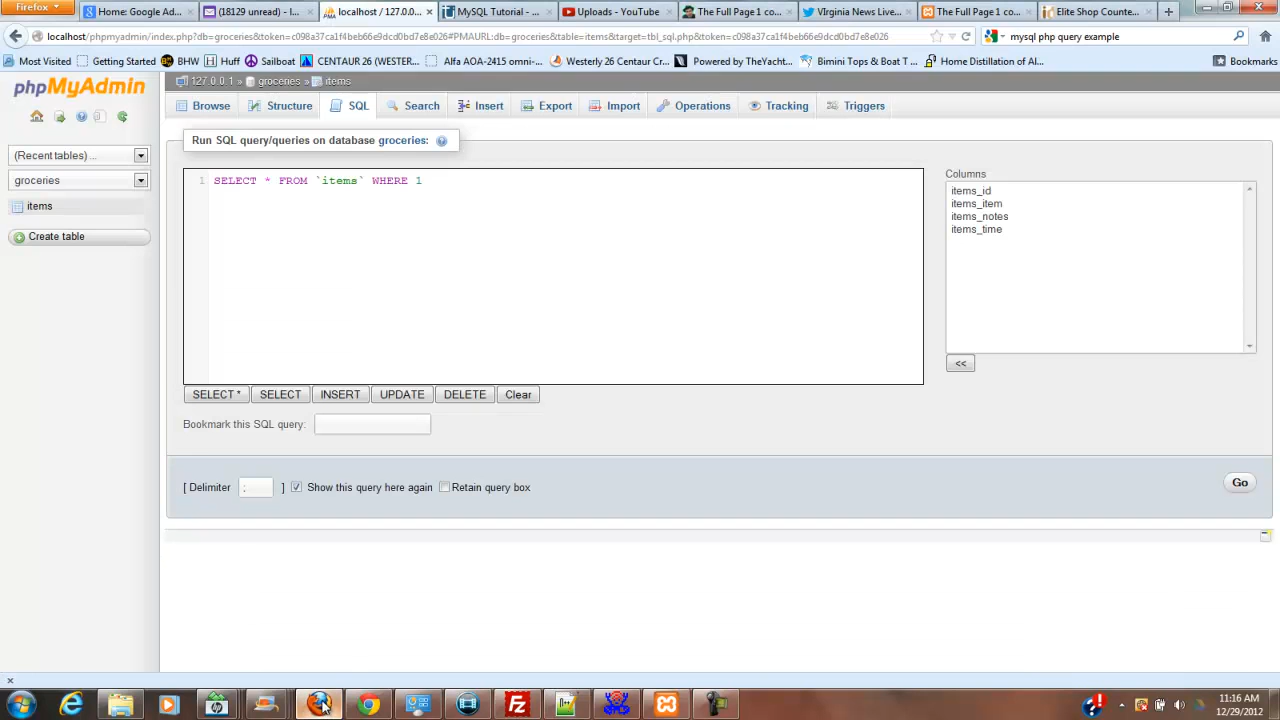 Firefox
Home: Google Ad...
(18129 unread) - l...
localhost / 127.0.0...
MySQL Tutorial - ...
Uploads - YouTube
The Full Page 1 co...
VIrginia News Live...
The Full Page 1 co...
Elite Shop Counte...
localhost/phpmyadmin/index.php?db=groceries&token=c098a37ca1f4beb66e9dcd0bd7e8e026#PMAURL:db=groceries&table=items&target=tbl_sql.php&token=c098a37ca1f4beb66e9dcd0bd7e8e026
mysql php query example
Most Visited
Getting Started
BHW
Huff
Sailboat
CENTAUR 26 (WESTER...
Alfa AOA-2415 omni-...
Westerly 26 Centaur Cr...
Powered by TheYacht...
Bimini Tops & Boat T...
Home Distillation of Al...
Bookmarks
phpMyAdmin
127.0.0.1 » groceries » items
Browse
Structure
SQL
Search
Insert
Export
Import
Operations
Tracking
Triggers
(Recent tables) ...
groceries
items
Create table
Run SQL query/queries on database groceries:
1 SELECT * FROM `items` WHERE 1
Columns
items_id
items_item
items_notes
items_time
<<
SELECT *
SELECT
INSERT
UPDATE
DELETE
Clear
Bookmark this SQL query:
[ Delimiter ; ] Show this query here again Retain query box
Go
11:16 AM
12/29/2012